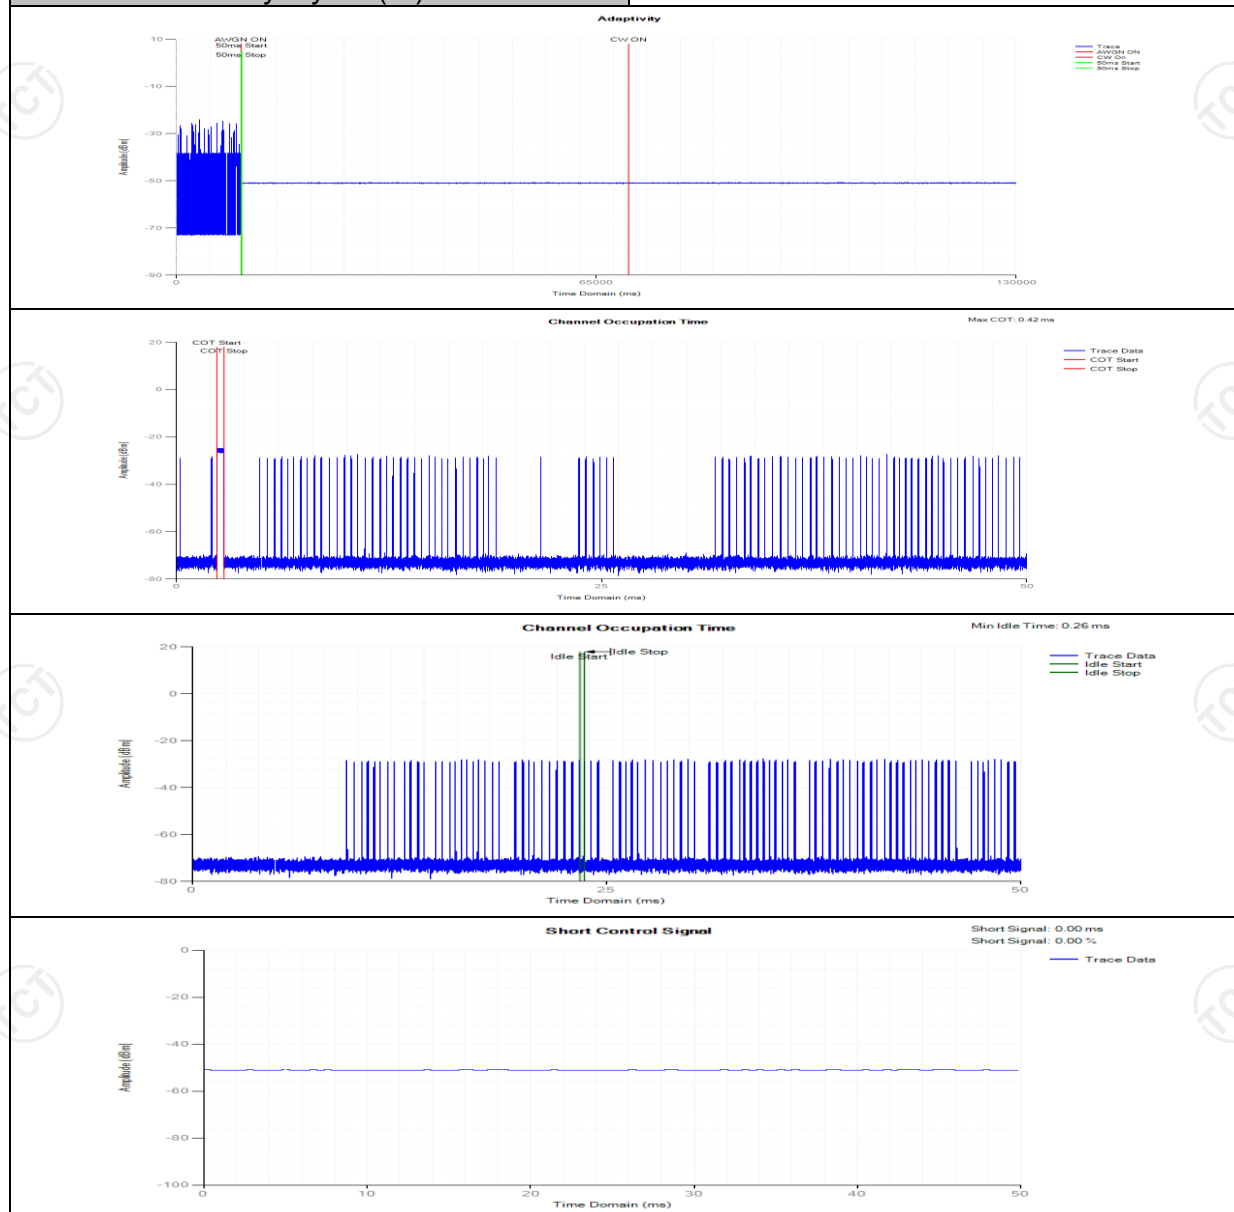 Adaptivity
AWGN ON
50ms Start
50ms Stop
CW ON
Trace
AWGN ON
CW On
50ms Start
50ms Stop
10
-10
-30
-50
-70
-90
Amplitude (dBm)
0
65000
130000
Time Domain (ms)
Channel Occupation Time
Max COT: 0.42 ms
COT Start
COT Stop
Trace Data
COT Start
COT Stop
20
0
-20
-40
-60
-80
Amplitude (dBm)
0
25
50
Time Domain (ms)
Channel Occupation Time
Min Idle Time: 0.26 ms
Idle Start
Idle Stop
Trace Data
Idle Start
Idle Stop
20
0
-20
-40
-60
-80
Amplitude (dBm)
0
25
50
Time Domain (ms)
Short Control Signal
Short Signal: 0.00 ms
Short Signal: 0.00 %
Trace Data
0
-20
-40
-60
-80
-100
Amplitude (dBm)
0
10
20
30
40
50
Time Domain (ms)
TCT
TCT
TCT
TCT